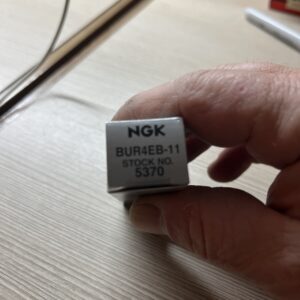 NGK
BUR4EB-11
STOCK NO.
5370